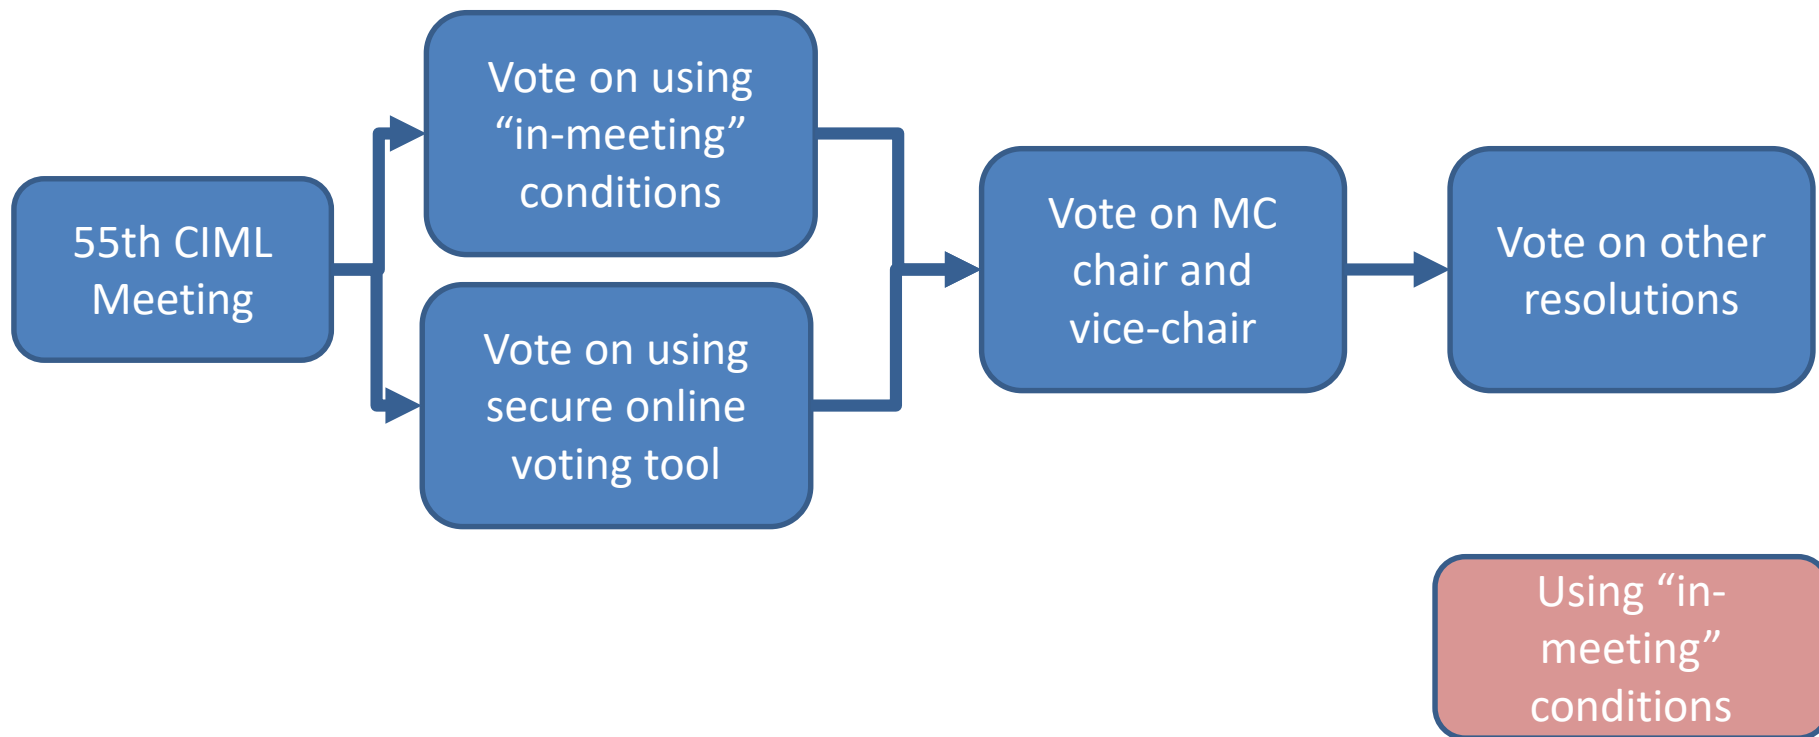 55th CIML
Meeting
Vote on using
“in-meeting”
conditions
Vote on using
secure online
voting tool
Vote on MC
chair and
vice-chair
Vote on other
resolutions
Using “in-
meeting”
conditions